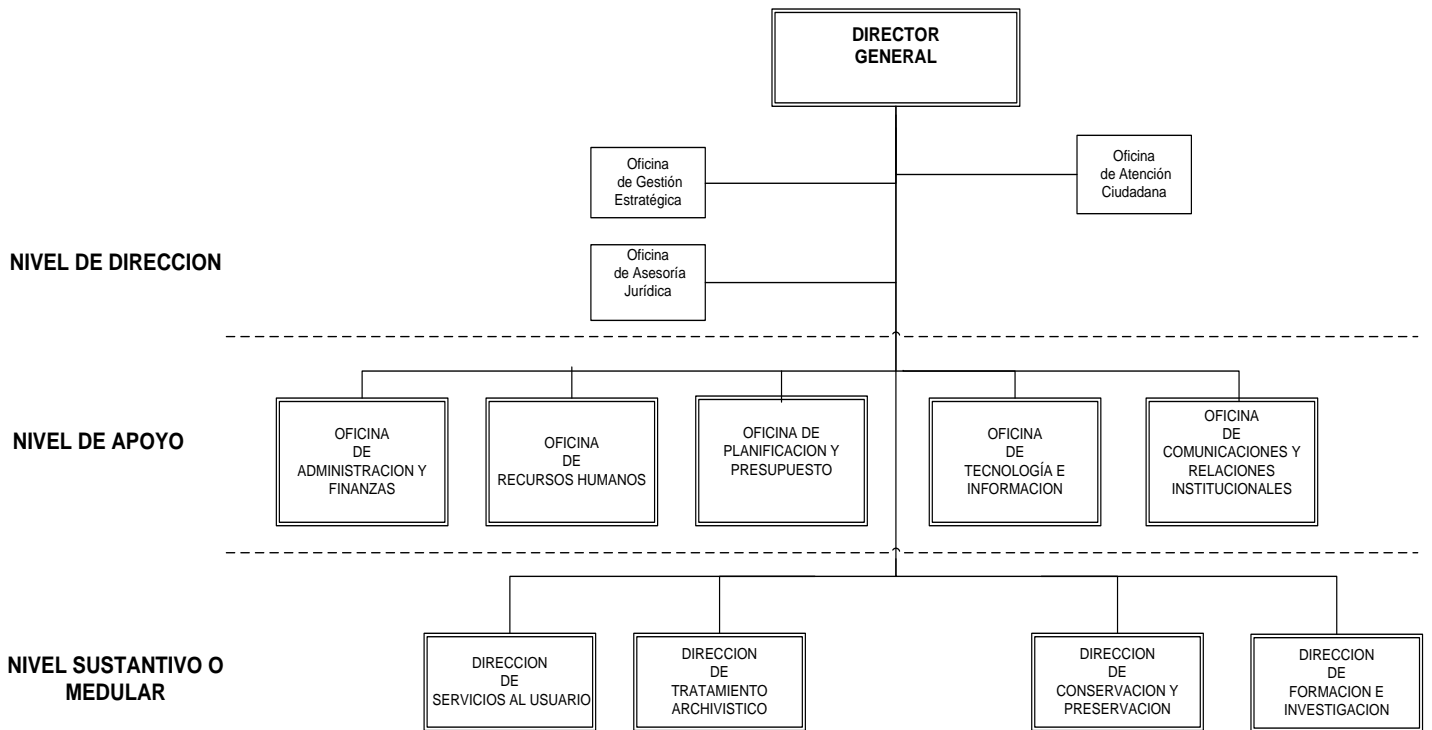 DIRECTOR
GENERAL
Oficina
de Gestión
Estratégica
Oficina
de Atención
Ciudadana
NIVEL DE DIRECCION
Oficina
de Asesoría
Jurídica
NIVEL DE APOYO
OFICINA
DE
ADMINISTRACION Y
FINANZAS
OFICINA
DE
RECURSOS HUMANOS
OFICINA DE
PLANIFICACION Y
PRESUPUESTO
OFICINA
DE
TECNOLOGÍA E
INFORMACION
OFICINA
DE
COMUNICACIONES Y
RELACIONES
INSTITUCIONALES
NIVEL SUSTANTIVO O
MEDULAR
DIRECCION
DE
SERVICIOS AL USUARIO
DIRECCION
DE
TRATAMIENTO
ARCHIVISTICO
DIRECCION
DE
CONSERVACION Y
PRESERVACION
DIRECCION
DE
FORMACION E
INVESTIGACION